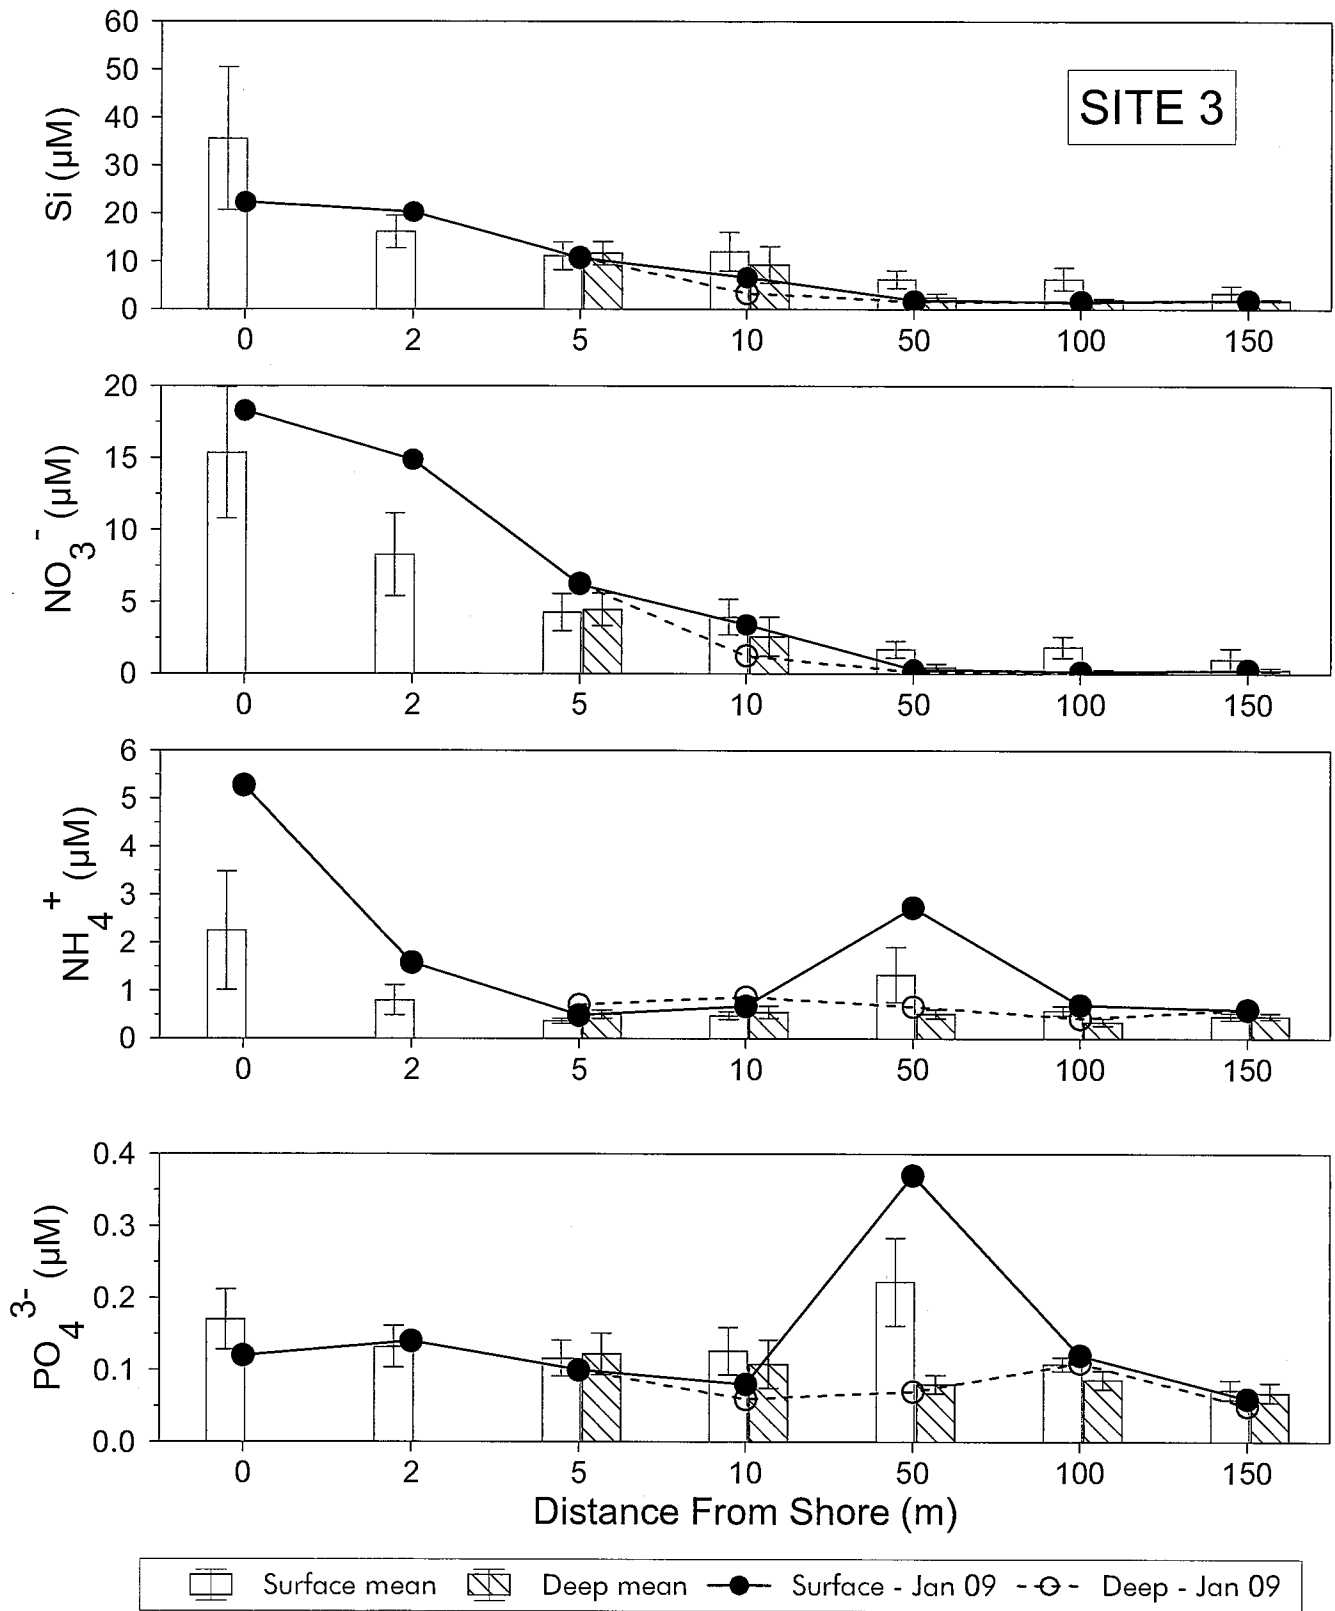 SITE 3
Si (µM)
60
50
40
30
20
10
0
0 2 5 10 50 100 150
NO3- (µM)
20
15
10
5
0
0 2 5 10 50 100 150
NH4+ (µM)
6
5
4
3
2
1
0
0 2 5 10 50 100 150
PO43- (µM)
0.4
0.3
0.2
0.1
0.0
0 2 5 10 50 100 150
Distance From Shore (m)
Surface mean Deep mean Surface - Jan 09 Deep - Jan 09